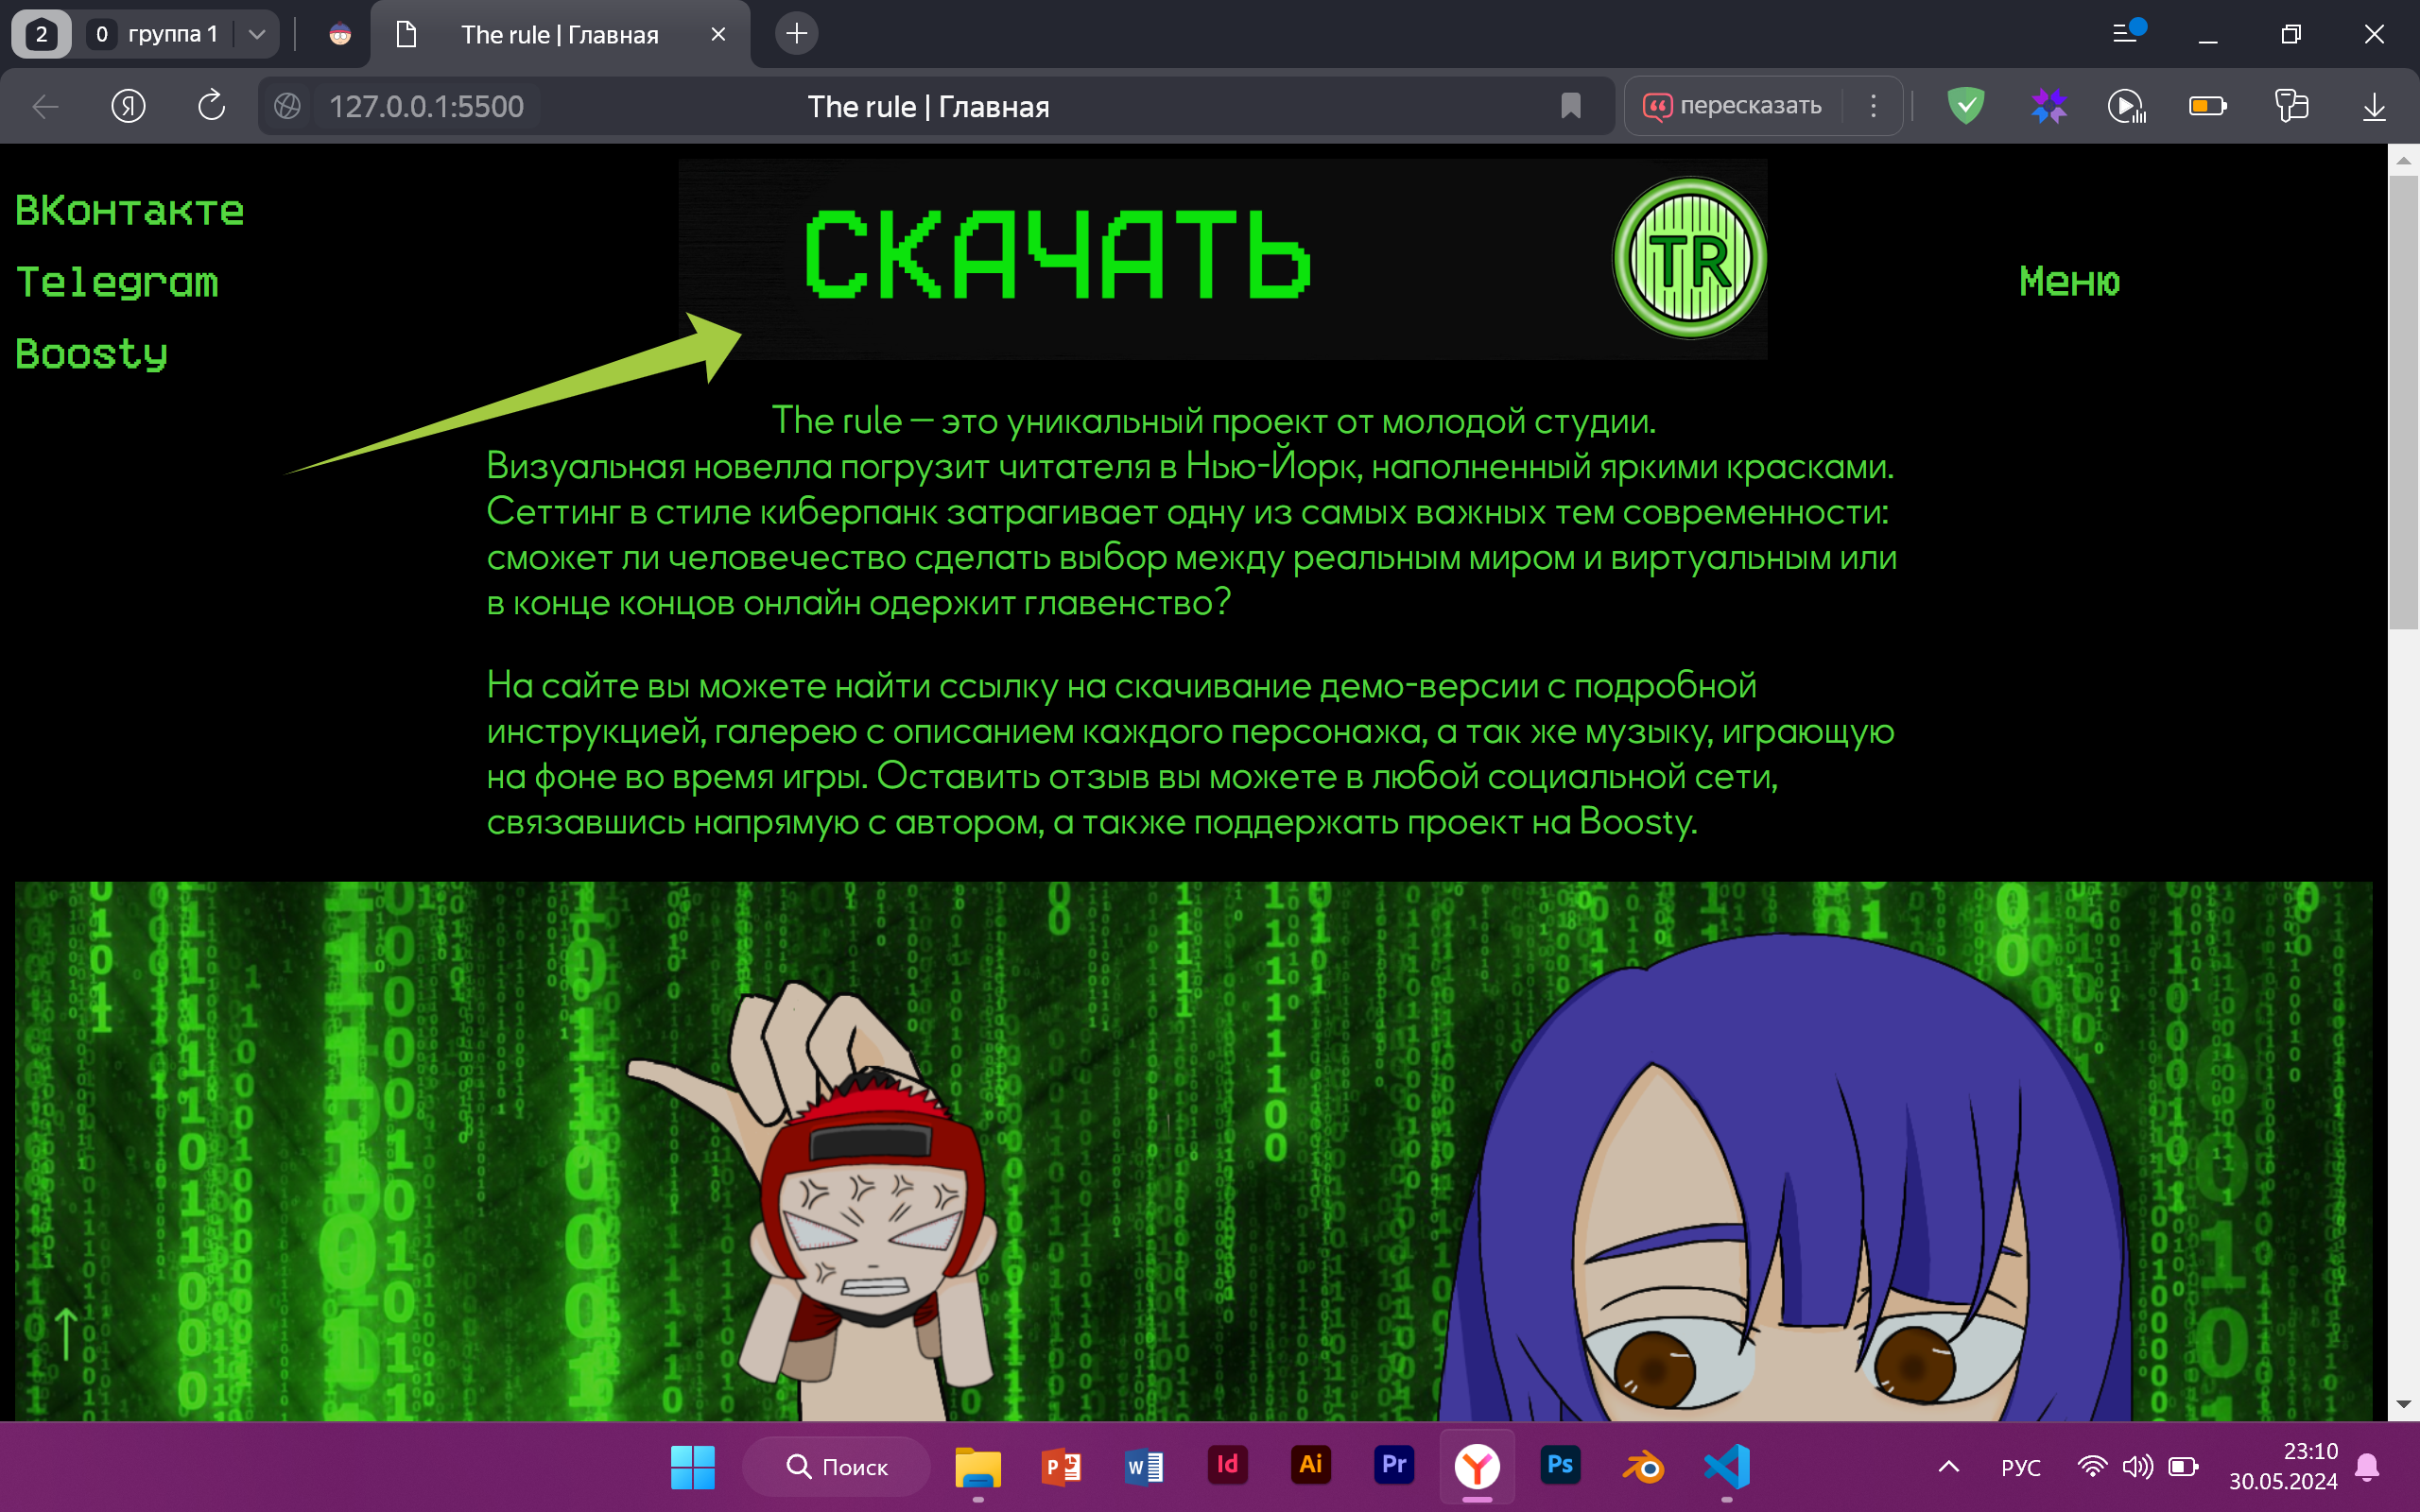 2
0 группа 1
The rule | Главная
127.0.0.1:5500
The rule | Главная
пересказать
ВКонтакте
Telegram
Boosty
СКАЧАТЬ
TR
Меню
The rule — это уникальный проект от молодой студии.
Визуальная новелла погрузит читателя в Нью-Йорк, наполненный яркими красками.
Сеттинг в стиле киберпанк затрагивает одну из самых важных тем современности:
сможет ли человечество сделать выбор между реальным миром и виртуальным или
в конце концов онлайн одержит главенство?
На сайте вы можете найти ссылку на скачивание демо-версии с подробной
инструкцией, галерею с описанием каждого персонажа, а так же музыку, играющую
на фоне во время игры. Оставить отзыв вы можете в любой социальной сети,
связавшись напрямую с автором, а также поддержать проект на Boosty.
Поиск
P
W
Id
Ai
Pr
Ps
РУС
23:10
30.05.2024